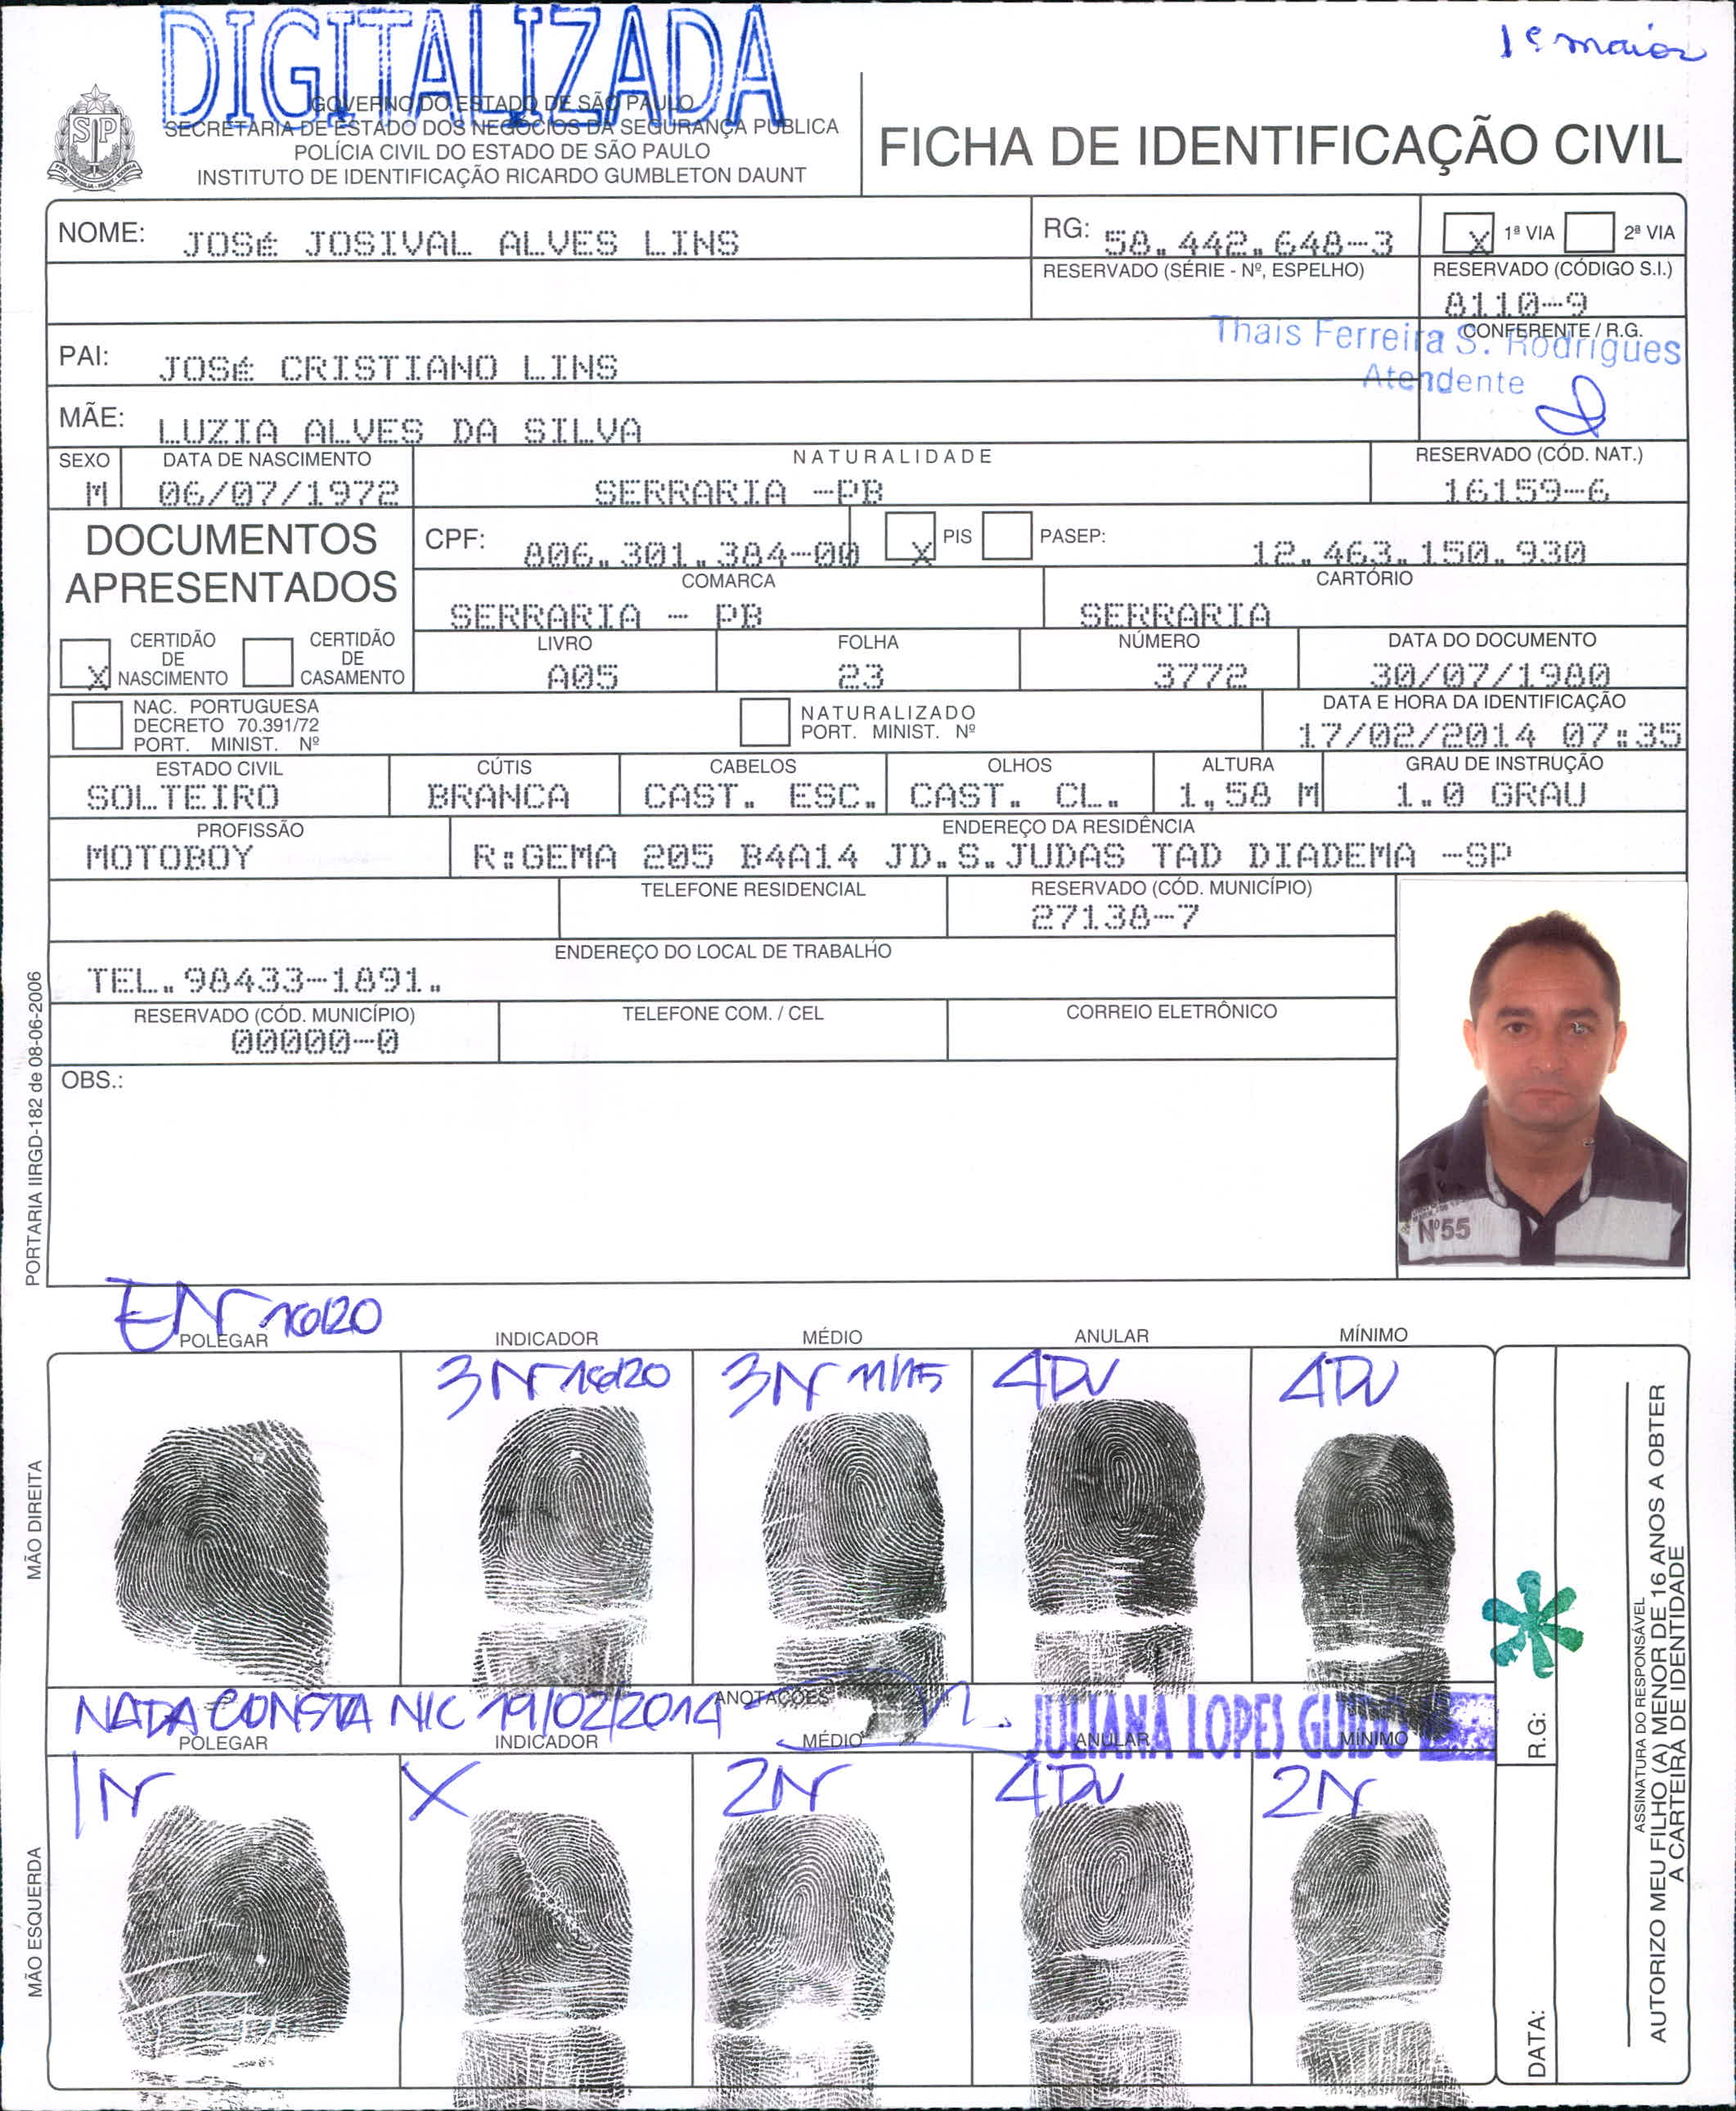 DIGITALIZADA
1ª maior
GOVERNO DO ESTADO DE SÃO PAULO
SECRETARIA DE ESTADO DOS NEGÓCIOS DA SEGURANÇA PÚBLICA
POLÍCIA CIVIL DO ESTADO DE SÃO PAULO
INSTITUTO DE IDENTIFICAÇÃO RICARDO GUMBLETON DAUNT
FICHA DE IDENTIFICAÇÃO CIVIL
NOME: JOSé JOSIVAL ALVES LINS
RG: 58.442.648-3
X 1ª VIA 2ª VIA
RESERVADO (SÉRIE - Nº, ESPELHO)
RESERVADO (CÓDIGO S.I.)
8110-9
CONFERENTE / R.G.
Thais Ferreira S. Rodrigues
Atendente
PAI: JOSé CRISTIANO LINS
MÃE: LUZIA ALVES DA SILVA
SEXO DATA DE NASCIMENTO NATURALIDADE RESERVADO (CÓD. NAT.)
M 06/07/1972 SERRARIA -PB 16159-6
DOCUMENTOS
APRESENTADOS
CPF: 806.301.384-00 X PIS PASEP: 12.463.150.930
COMARCA CARTÓRIO
SERRARIA - PB SERRARIA
X CERTIDÃO DE NASCIMENTO CERTIDÃO DE CASAMENTO
LIVRO FOLHA NÚMERO DATA DO DOCUMENTO
A05 23 3772 30/07/1980
NAC. PORTUGUESA
DECRETO 70.391/72
PORT. MINIST. Nº
NATURALIZADO
PORT. MINIST. Nº
DATA E HORA DA IDENTIFICAÇÃO
17/02/2014 07:35
ESTADO CIVIL CÚTIS CABELOS OLHOS ALTURA GRAU DE INSTRUÇÃO
SOLTEIRO BRANCA CAST. ESC. CAST. CL. 1,58 M 1.0 GRAU
PROFISSÃO ENDEREÇO DA RESIDÊNCIA
MOTOBOY R:GEMA 205 B4A14 JD.S.JUDAS TAD DIADEMA -SP
TELEFONE RESIDENCIAL RESERVADO (CÓD. MUNICÍPIO)
27138-7
ENDEREÇO DO LOCAL DE TRABALHO
TEL.98433-1891.
RESERVADO (CÓD. MUNICÍPIO) TELEFONE COM. / CEL CORREIO ELETRÔNICO
00000-0
OBS.:
Nº55
PORTARIA IIRGD-182 de 08-06-2006
EN 16/20
POLEGAR INDICADOR MÉDIO ANULAR MÍNIMO
3N 16/20 3N 11/15 4DV 4DV
MÃO DIREITA
ANOTAÇÕES
NADA CONSTA NIC 19/02/2014
JULIANA LOPES GUIDO
POLEGAR INDICADOR MÉDIO ANULAR MÍNIMO
1N X 2N 4DV 2N
MÃO ESQUERDA
R.G:
DATA:
ASSINATURA DO RESPONSÁVEL
AUTORIZO MEU FILHO (A) MENOR DE 16 ANOS A OBTER
A CARTEIRA DE IDENTIDADE